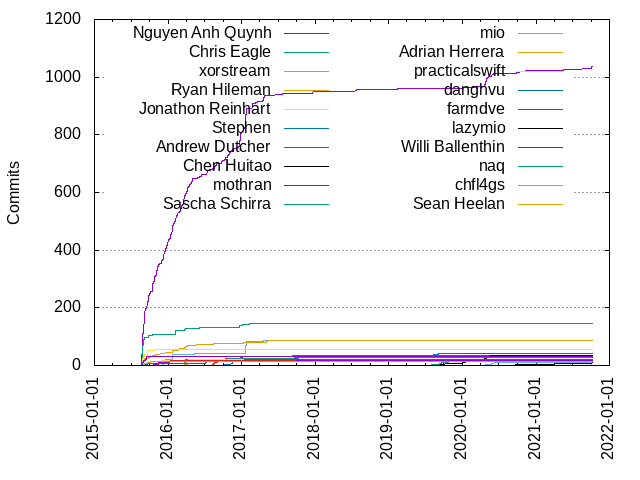 1200
1000
800
600
400
200
0
Commits
Nguyen Anh Quynh
Chris Eagle
xorstream
Ryan Hileman
Jonathon Reinhart
Stephen
Andrew Dutcher
Chen Huitao
mothran
Sascha Schirra
mio
Adrian Herrera
practicalswift
danghvu
farmdve
lazymio
Willi Ballenthin
naq
chfl4gs
Sean Heelan
2015-01-01
2016-01-01
2017-01-01
2018-01-01
2019-01-01
2020-01-01
2021-01-01
2022-01-01